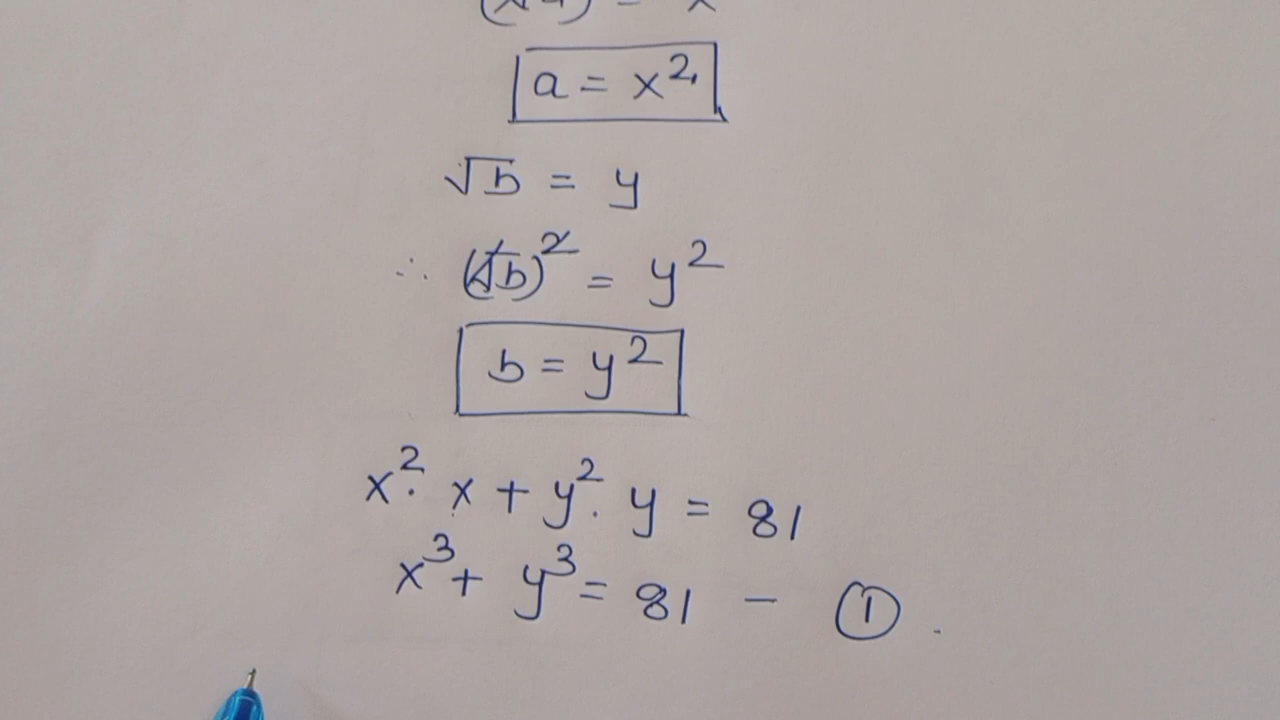 a = x²
√b = y
∴ (√b)² = y²
b = y²
x². x + y². y = 81
x³ + y³ = 81 - ①.